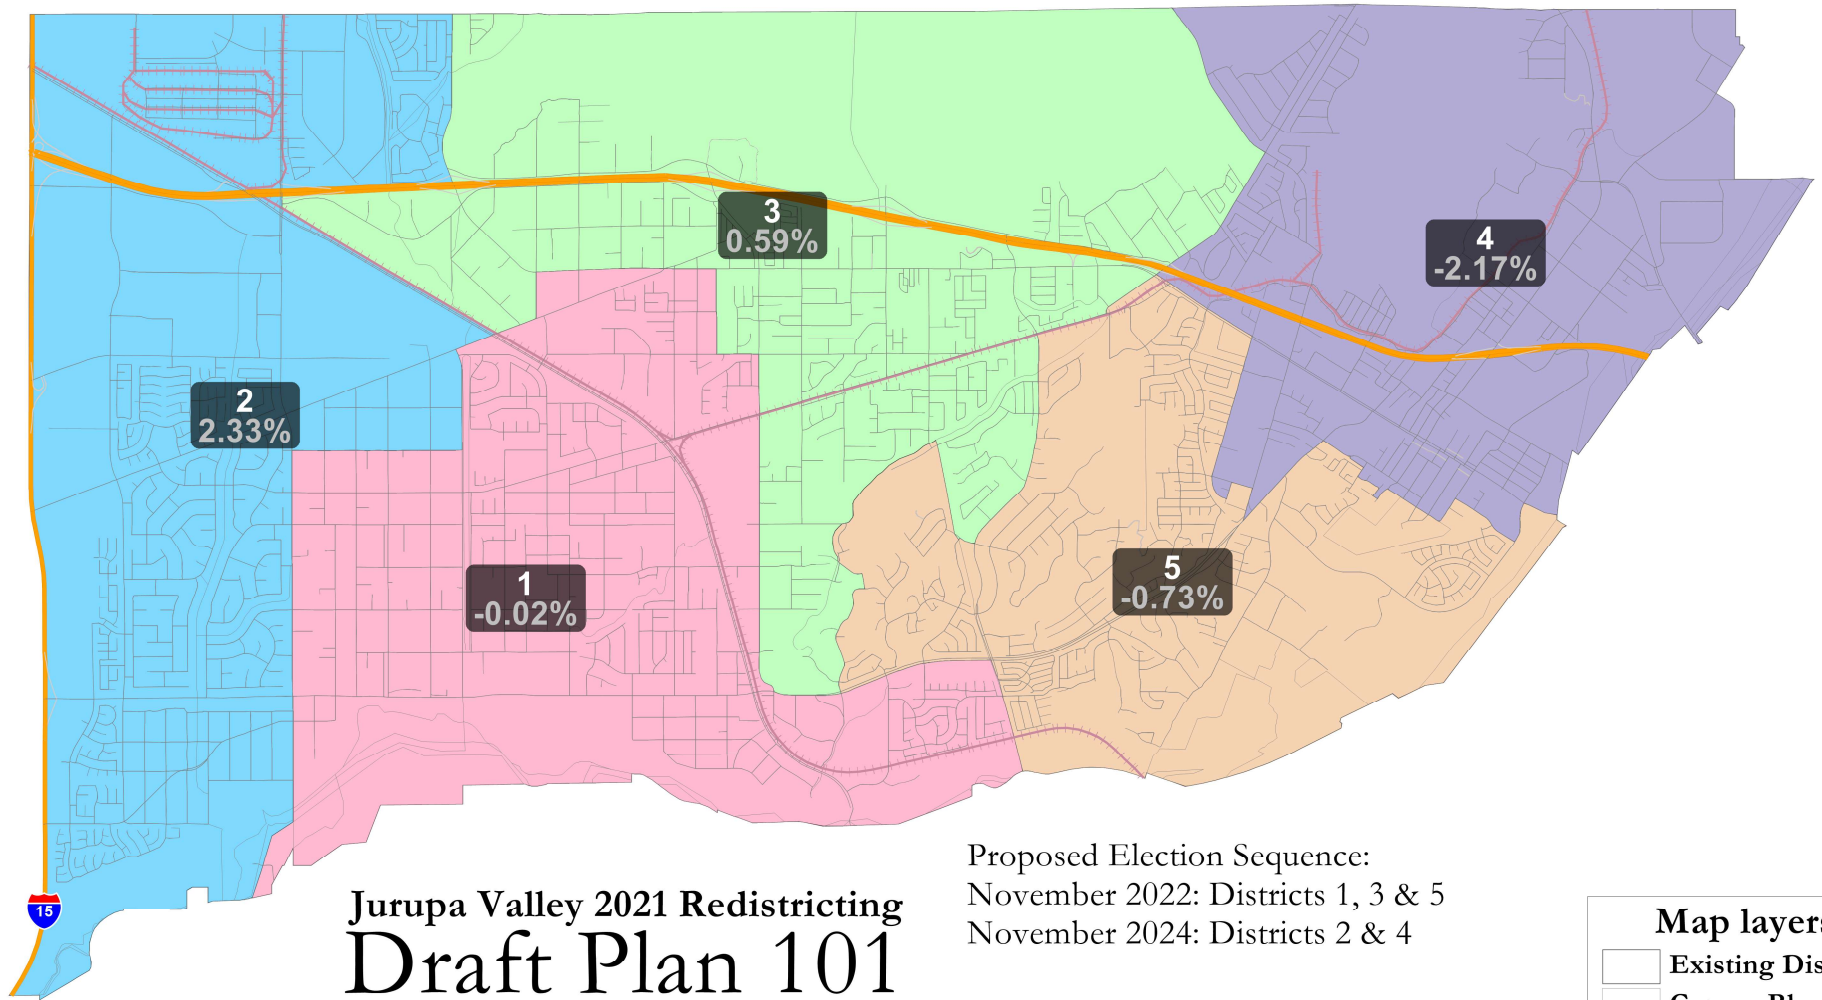 3
0.59%
4
-2.17%
2
2.33%
1
-0.02%
5
-0.73%
15
Jurupa Valley 2021 Redistricting
Draft Plan 101
Proposed Election Sequence:
November 2022: Districts 1, 3 & 5
November 2024: Districts 2 & 4
Map layers
Existing Dis